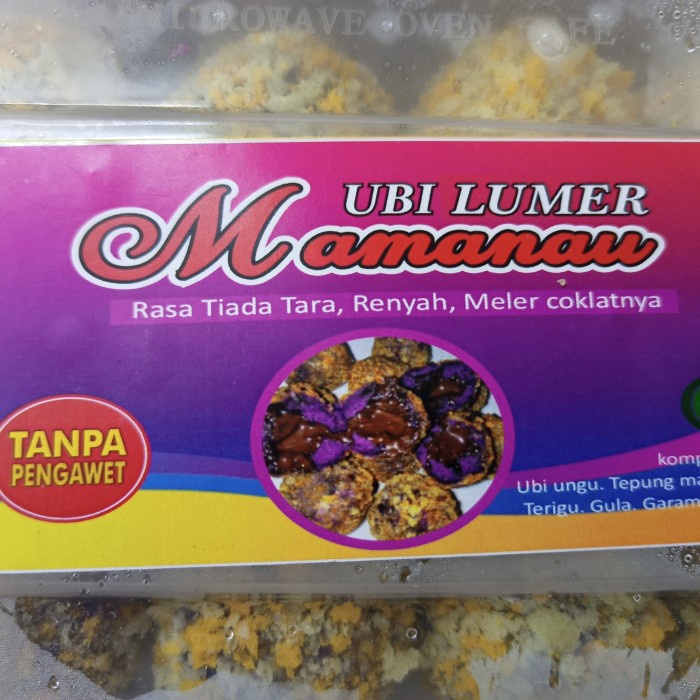 MICROWAVE OVEN SAFE
UBI LUMER
Mamanau
Rasa Tiada Tara, Renyah, Meler coklatnya
TANPA
PENGAWET
komp
Ubi ungu. Tepung ma
Terigu. Gula. Garam